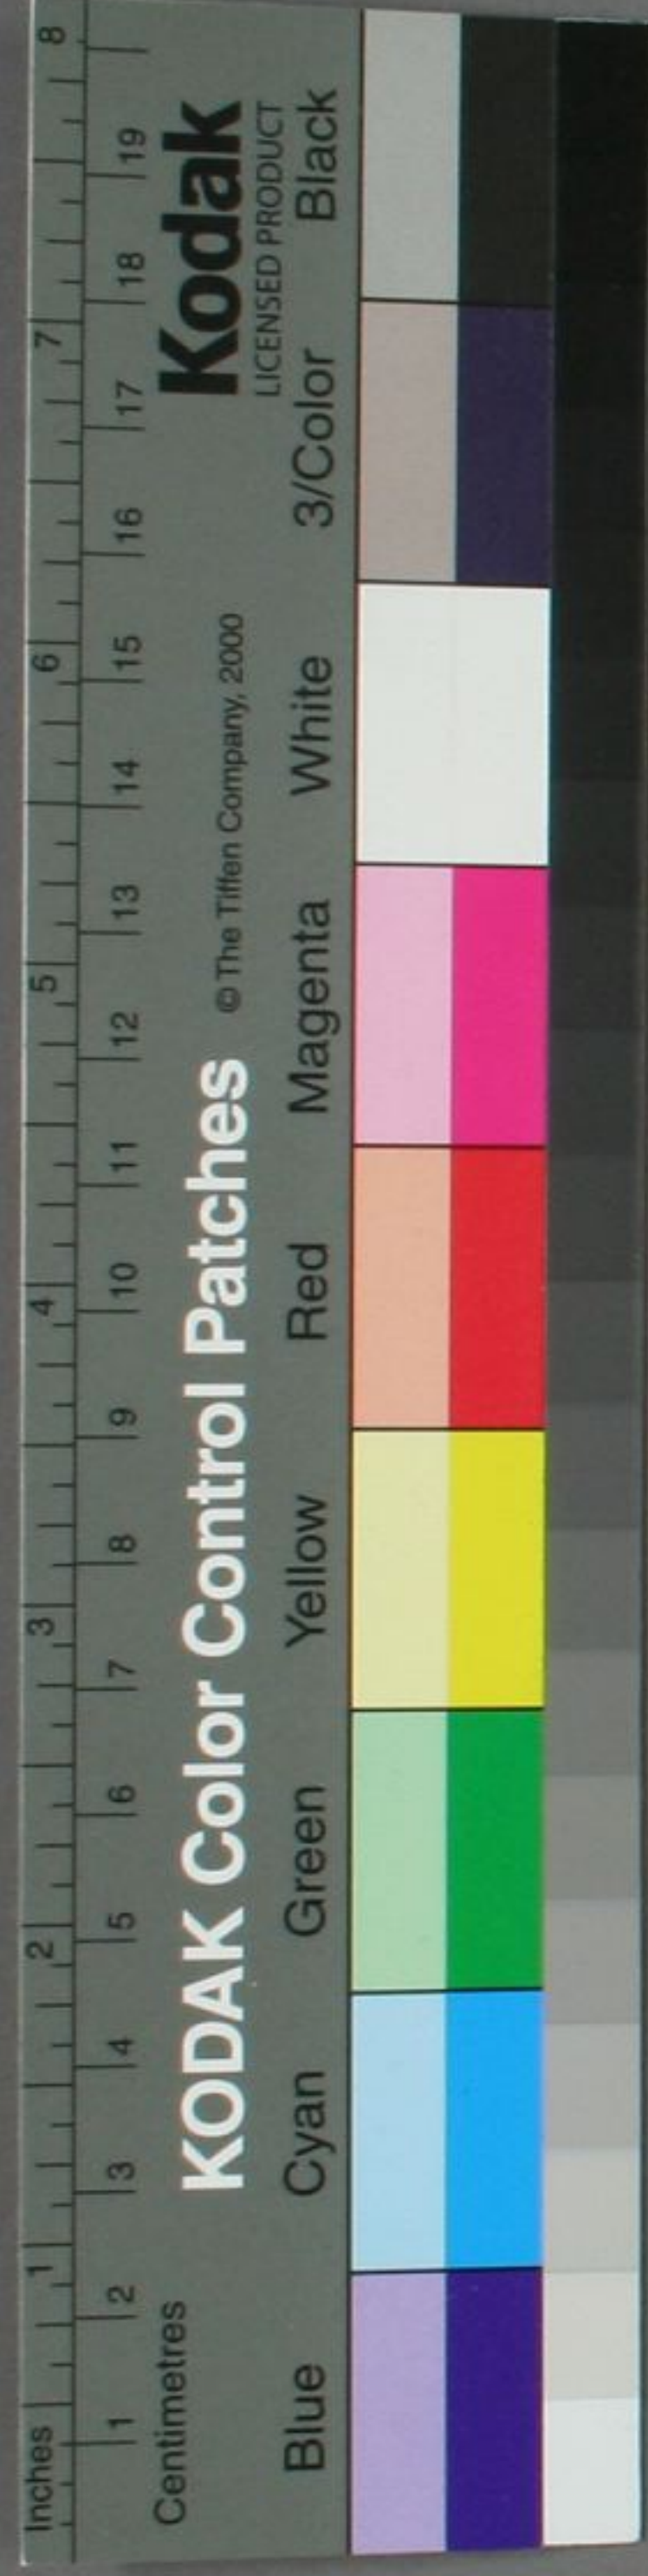 Inches 1 2 3 4 5 6 7 8
1 2 3 4 5 6 7 8 9 10 11 12 13 14 15 16 17 18 19
Centimetres
KODAK Color Control Patches © The Tiffen Company, 2000 Kodak
LICENSED PRODUCT
Blue Cyan Green Yellow Red Magenta White 3/Color Black